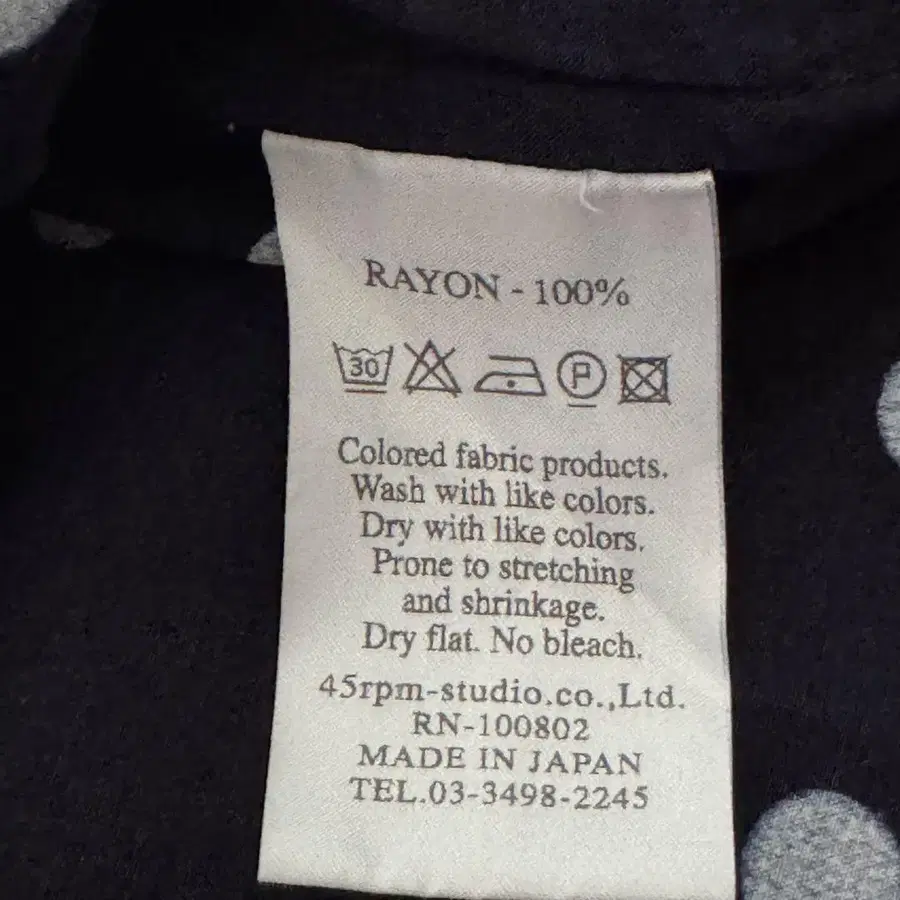 RAYON - 100%
30 P
Colored fabric products.
Wash with like colors.
Dry with like colors.
Prone to stretching
and shrinkage.
Dry flat. No bleach.
45rpm-studio.co.,Ltd.
RN-100802
MADE IN JAPAN
TEL.03-3498-2245